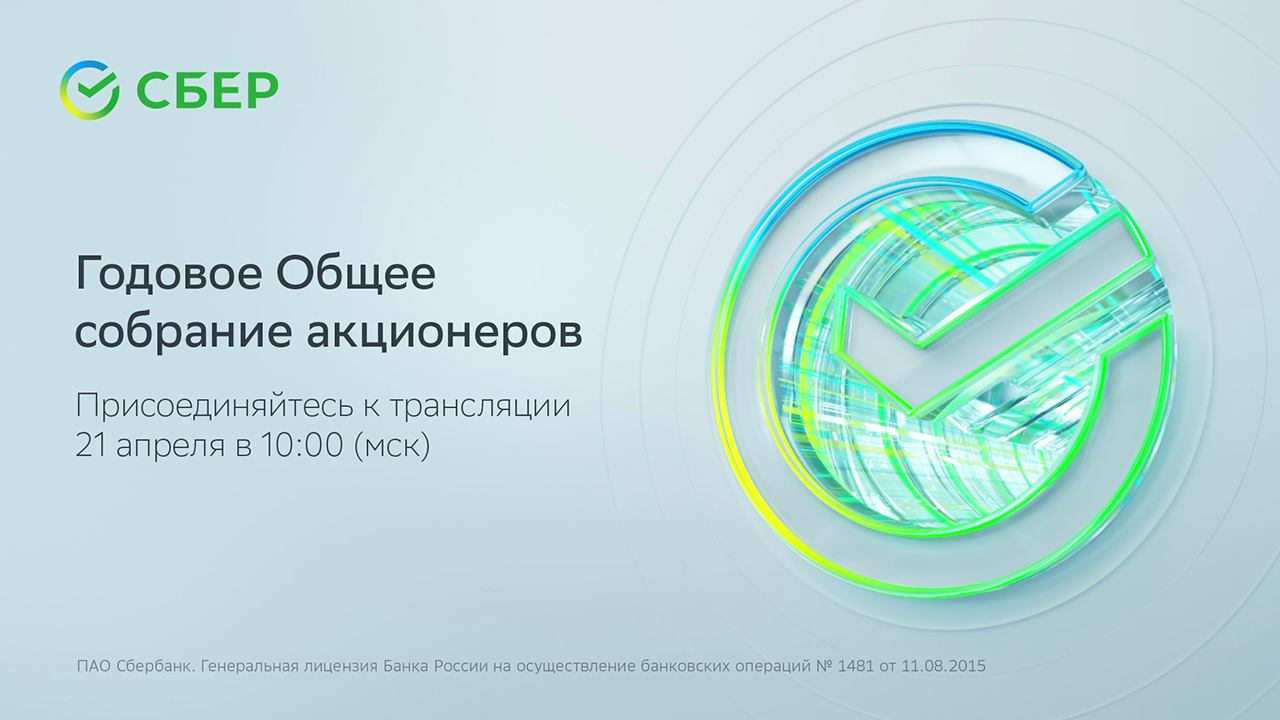 СБЕР
Годовое Общее
собрание акционеров
Присоединяйтесь к трансляции
21 апреля в 10:00 (мск)
ПАО Сбербанк. Генеральная лицензия Банка России на осуществление банковских операций № 1481 от 11.08.2015